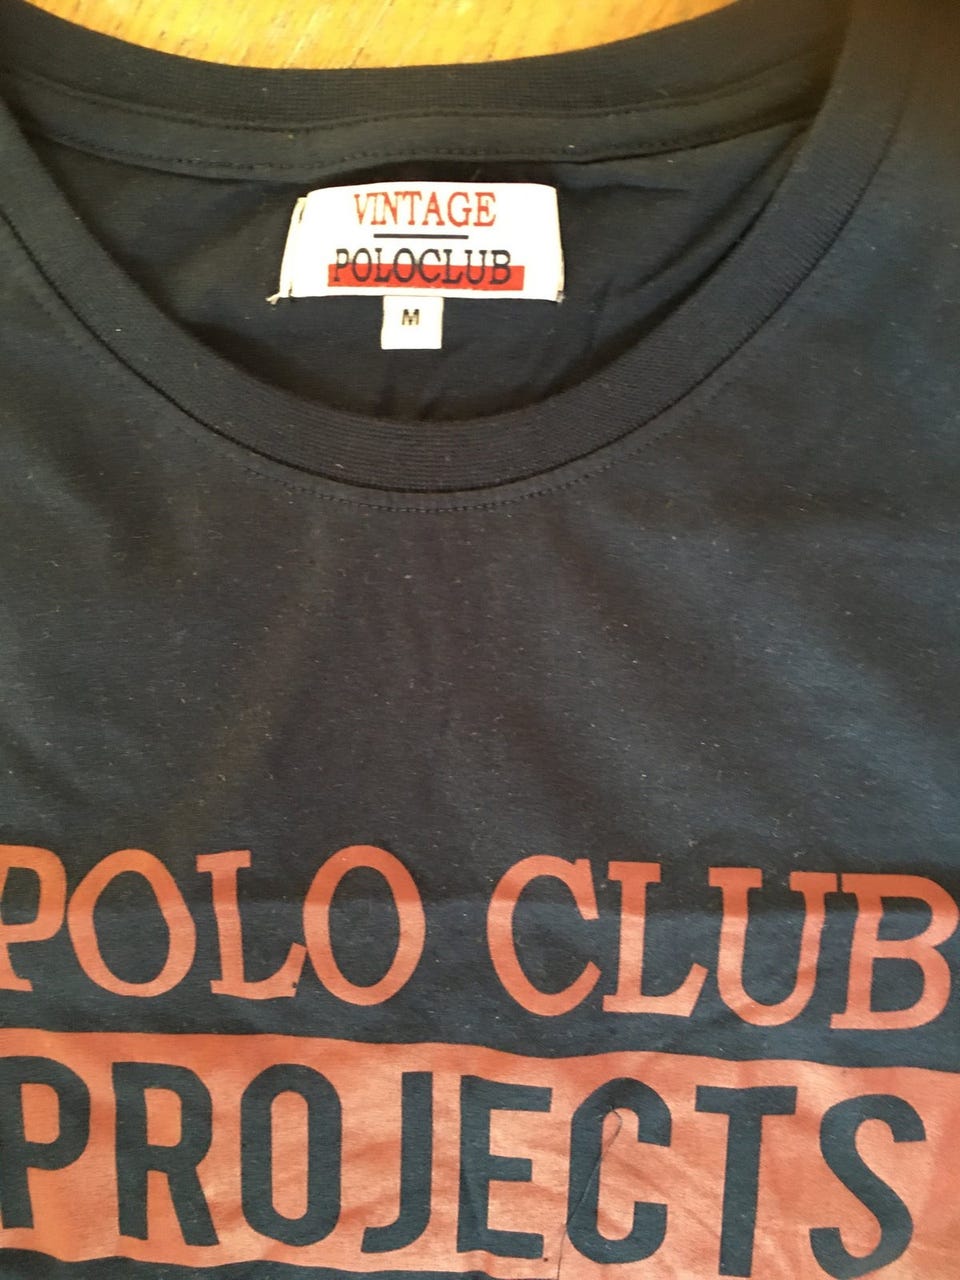 VINTAGE
POLOCLUB
M
POLO CLUB
PROJECTS